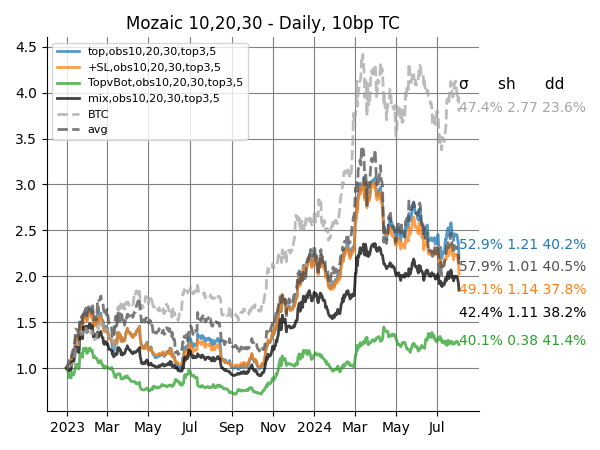 Mozaic 10,20,30 - Daily, 10bp TC
4.5
4.0
3.5
3.0
2.5
2.0
1.5
1.0
top,obs10,20,30,top3,5
+SL,obs10,20,30,top3,5
TopvBot,obs10,20,30,top3,5
mix,obs10,20,30,top3,5
BTC
avg
σ sh dd
47.4% 2.77 23.6%
52.9% 1.21 40.2%
57.9% 1.01 40.5%
49.1% 1.14 37.8%
42.4% 1.11 38.2%
40.1% 0.38 41.4%
2023 Mar May Jul Sep Nov 2024 Mar May Jul